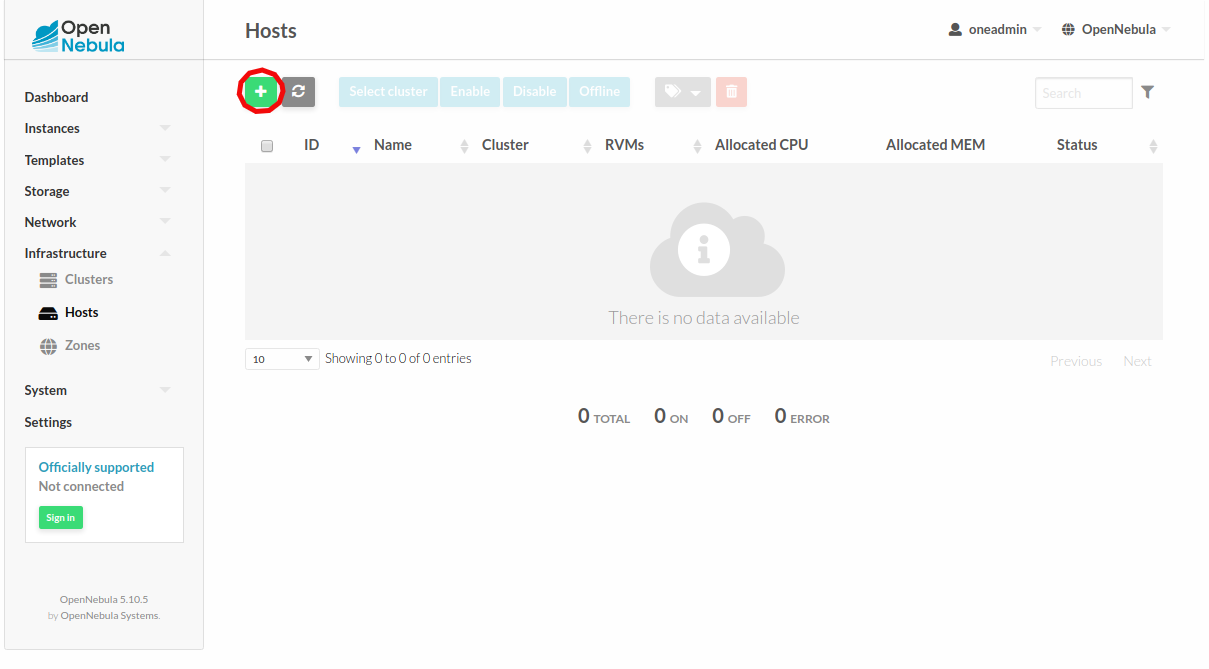 Open
Nebula
Hosts
oneadmin
OpenNebula
Dashboard
Instances
Templates
Storage
Network
Infrastructure
Clusters
Hosts
Zones
System
Settings
Officially supported
Not connected
Sign in
OpenNebula 5.10.5
by OpenNebula Systems.
Select cluster Enable Disable Offline
Search
ID Name Cluster RVMs Allocated CPU Allocated MEM Status
There is no data available
10 Showing 0 to 0 of 0 entries
Previous Next
0 TOTAL 0 ON 0 OFF 0 ERROR